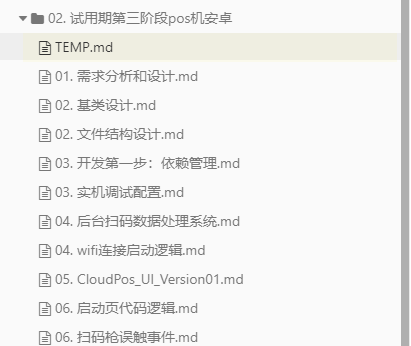 02. 试用期第三阶段pos机安卓
TEMP.md
01. 需求分析和设计.md
02. 基类设计.md
02. 文件结构设计.md
03. 开发第一步：依赖管理.md
03. 实机调试配置.md
04. 后台扫码数据处理系统.md
04. wifi连接启动逻辑.md
05. CloudPos_UI_Version01.md
06. 启动页代码逻辑.md
06. 扫码枪误触事件.md